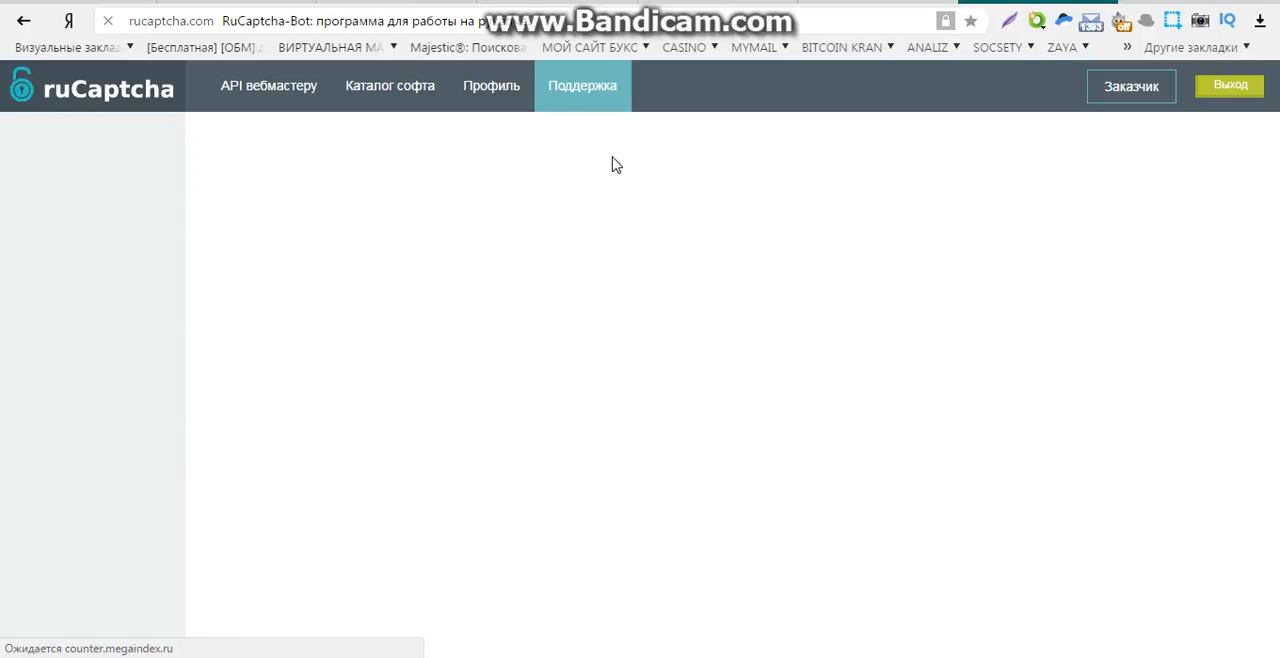 Я rucaptcha.com RuCaptcha-Bot: программа для работы на
www.Bandicam.com
Визуальные заклад [Бесплатная] [ОБМ] ВИРТУАЛЬНАЯ МА Majestic®: Поискова МОЙ САЙТ БУКС CASINO MYMAIL BITCOIN KRAN ANALIZ SOCSETY ZAYA » Другие закладки
ruCaptcha API вебмастеру Каталог софта Профиль Поддержка Заказчик Выход
Ожидается counter.megaindex.ru